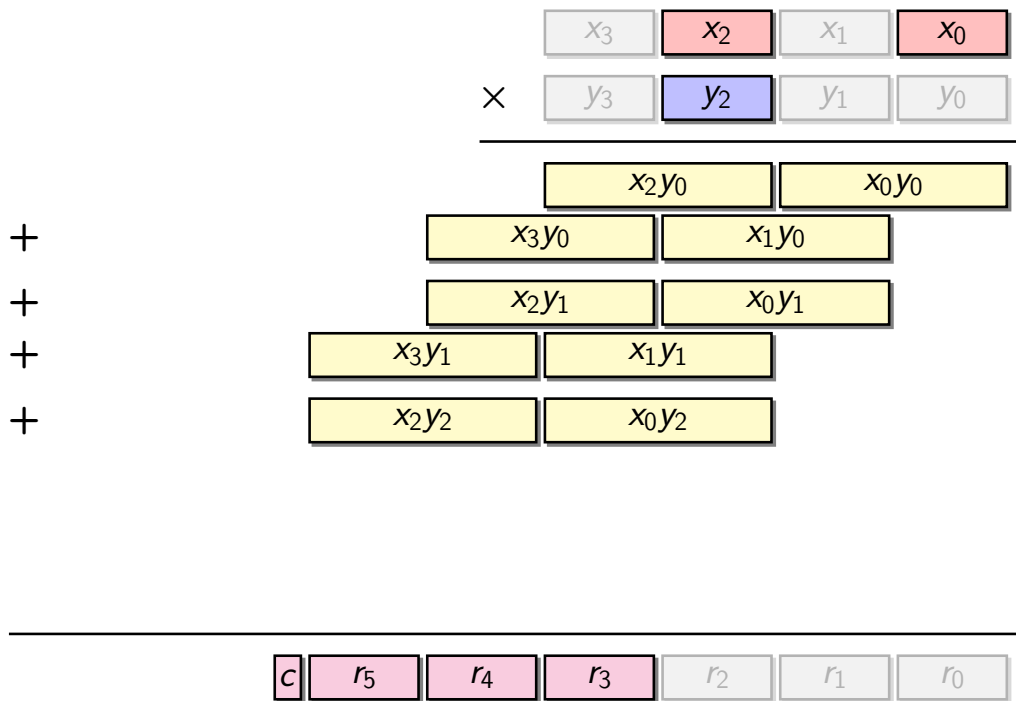 x₃ x₂ x₁ x₀
× y₃ y₂ y₁ y₀
x₂y₀ x₀y₀
+ x₃y₀ x₁y₀
+ x₂y₁ x₀y₁
+ x₃y₁ x₁y₁
+ x₂y₂ x₀y₂
c r₅ r₄ r₃ r₂ r₁ r₀